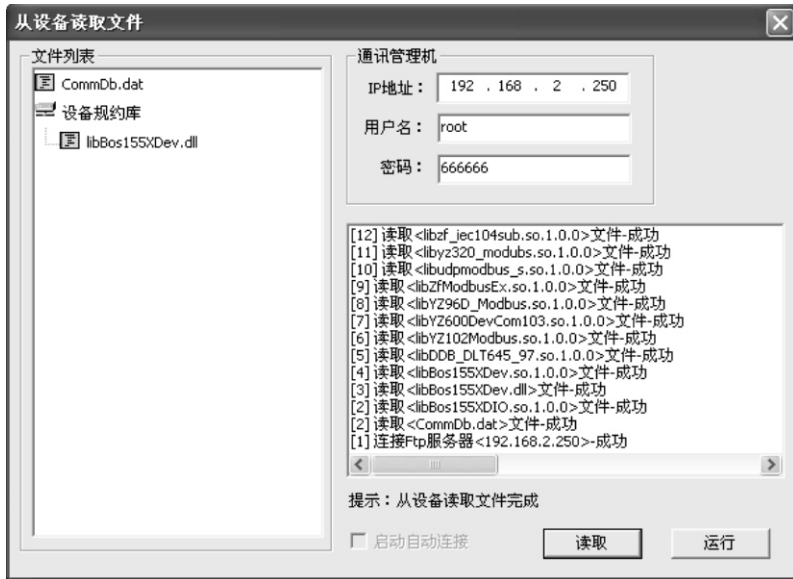 从设备读取文件
文件列表
CommDb.dat
设备规约库
libBos155XDev.dll
通讯管理机
IP地址： 192 . 168 . 2 . 250
用户名： root
密码： 666666
[12] 读取<libzf_iec104sub.so.1.0.0>文件-成功
[11] 读取<libyz320_modubs.so.1.0.0>文件-成功
[10] 读取<libudpmodbus_s.so.1.0.0>文件-成功
[9] 读取<libZfModbusEx.so.1.0.0>文件-成功
[8] 读取<libYZ96D_Modbus.so.1.0.0>文件-成功
[7] 读取<libYZ600DevCom103.so.1.0.0>文件-成功
[6] 读取<libYZ102Modbus.so.1.0.0>文件-成功
[5] 读取<libDDB_DLT645_97.so.1.0.0>文件-成功
[4] 读取<libBos155XDev.so.1.0.0>文件-成功
[3] 读取<libBos155XDev.dll>文件-成功
[2] 读取<libBos155XDIO.so.1.0.0>文件-成功
[2] 读取<CommDb.dat>文件-成功
[1] 连接Ftp服务器<192.168.2.250>-成功
提示：从设备读取文件完成
启动自动连接
读取
运行